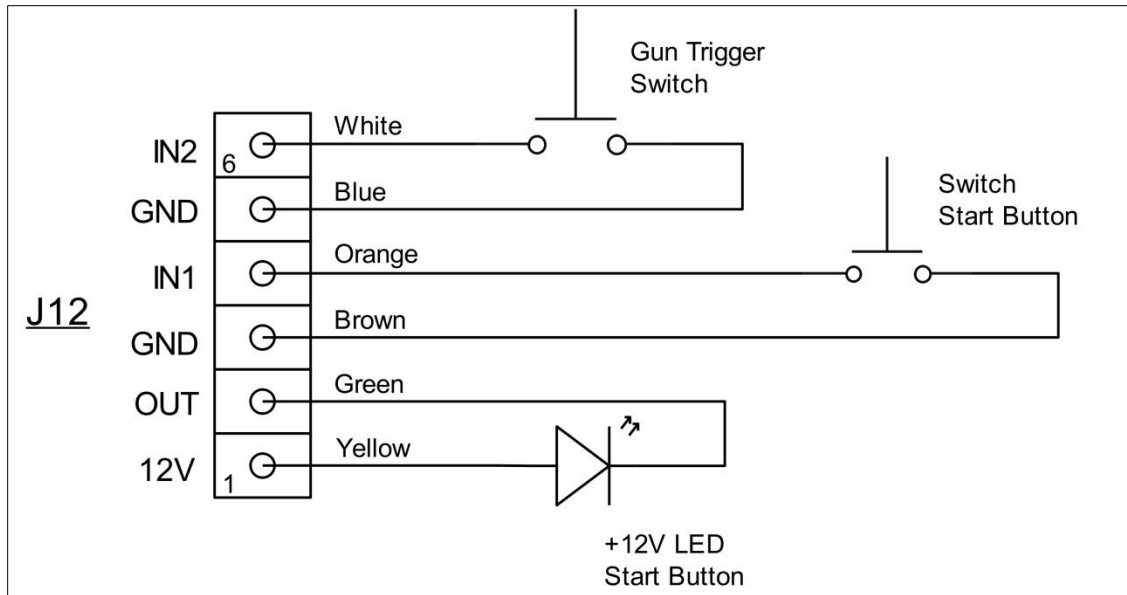 Gun Trigger
Switch
White
IN2
6
Blue
GND
Switch
Start Button
Orange
IN1
J12
Brown
GND
Green
OUT
Yellow
12V
1
+12V LED
Start Button